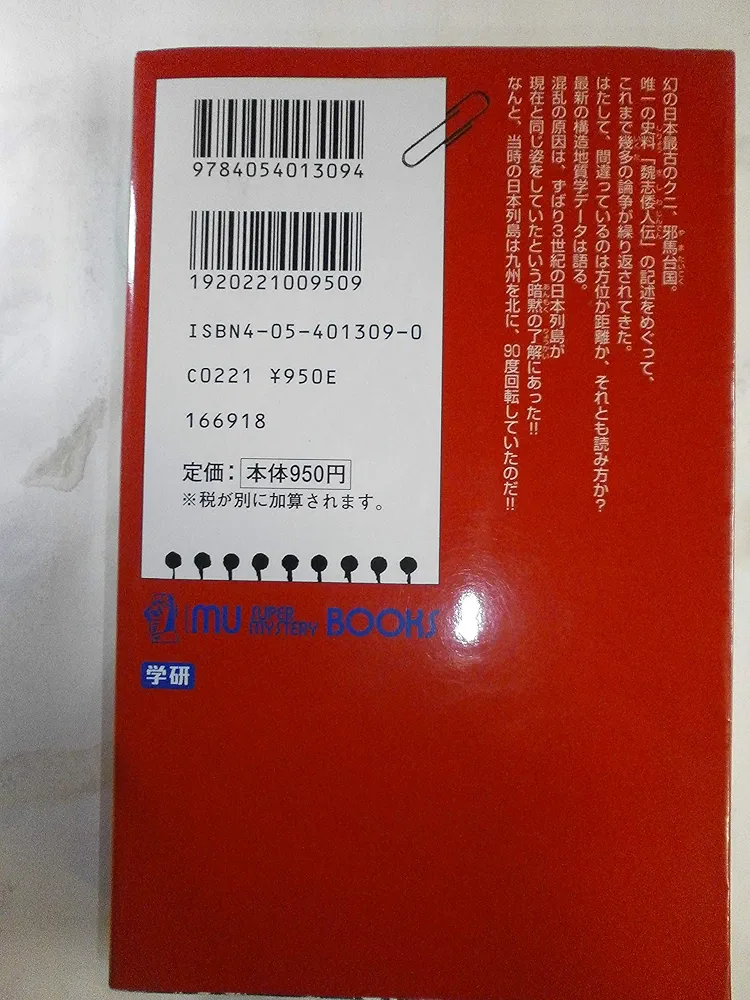 幻の日本最古のクニ、邪馬台国。
唯一の史料「魏志倭人伝」の記述をめぐって、
これまで幾多の論争が繰り返されてきた。
はたして、間違っているのは方位か距離か、それとも読み方か?
最新の構造地質学データは語る。
混乱の原因は、ずばり3世紀の日本列島が
現在と同じ姿をしていたという暗黙の了解にあった!!
なんと、当時の日本列島は九州を北に、90度回転していたのだ!!
9784054013094
1920221009509
ISBN4-05-401309-0
C0221 ¥950E
166918
定価:本体950円
※税が別に加算されます。
MU SUPER MYSTERY BOOKS
学研